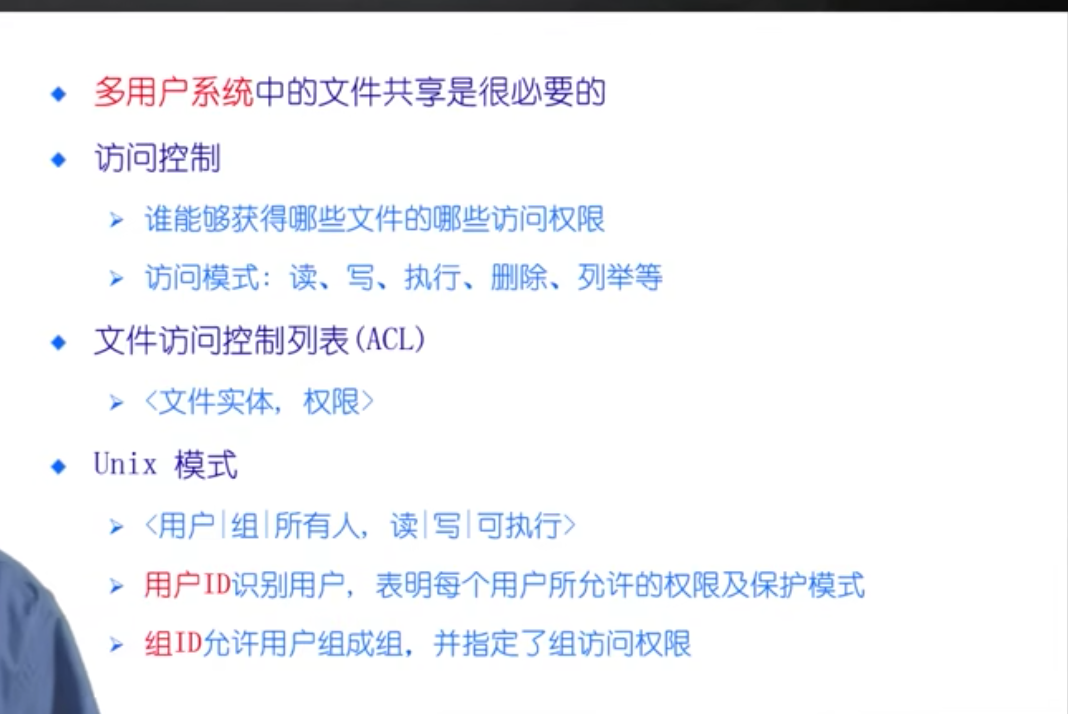 多用户系统中的文件共享是很必要的
访问控制
谁能够获得哪些文件的哪些访问权限
访问模式：读、写、执行、删除、列举等
文件访问控制列表(ACL)
<文件实体，权限>
Unix 模式
<用户|组|所有人，读|写|可执行>
用户ID识别用户，表明每个用户所允许的权限及保护模式
组ID允许用户组成组，并指定了组访问权限